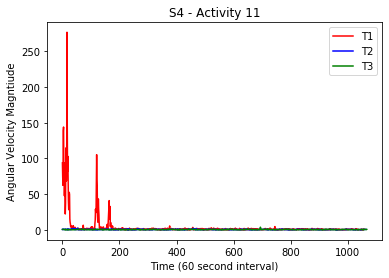 S4 - Activity 11
Angular Velocity Magntiude
250
200
150
100
50
0
T1
T2
T3
0 200 400 600 800 1000
Time (60 second interval)